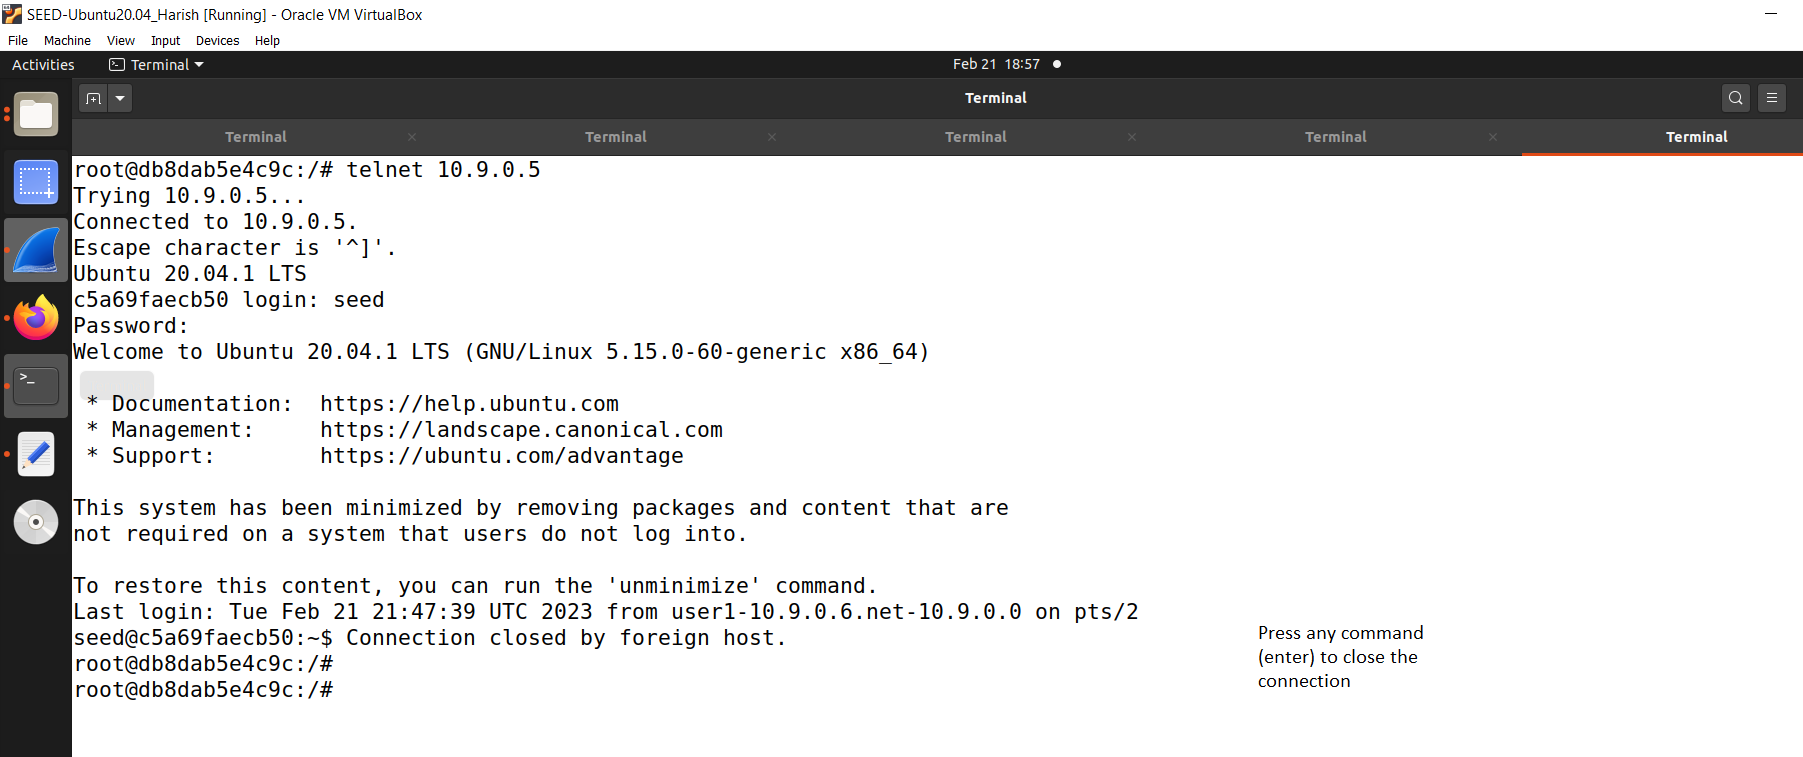 SEED-Ubuntu20.04_Harish [Running] - Oracle VM VirtualBox
File Machine View Input Devices Help
Activities Terminal Feb 21 18:57
Terminal
Terminal Terminal Terminal Terminal Terminal
root@db8dab5e4c9c:/# telnet 10.9.0.5
Trying 10.9.0.5...
Connected to 10.9.0.5.
Escape character is '^]'.
Ubuntu 20.04.1 LTS
c5a69faecb50 login: seed
Password:
Welcome to Ubuntu 20.04.1 LTS (GNU/Linux 5.15.0-60-generic x86_64)
* Documentation:  https://help.ubuntu.com
* Management:     https://landscape.canonical.com
* Support:        https://ubuntu.com/advantage
This system has been minimized by removing packages and content that are
not required on a system that users do not log into.
To restore this content, you can run the 'unminimize' command.
Last login: Tue Feb 21 21:47:39 UTC 2023 from user1-10.9.0.6.net-10.9.0.0 on pts/2
seed@c5a69faecb50:~$ Connection closed by foreign host.
root@db8dab5e4c9c:/#
root@db8dab5e4c9c:/#
Press any command
(enter) to close the
connection